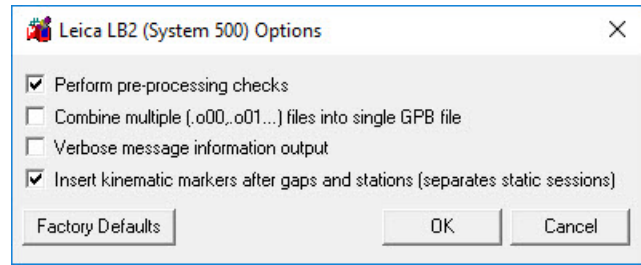 Leica LB2 (System 500) Options
Perform pre-processing checks
Combine multiple (.o00,.o01...) files into single GPB file
Verbose message information output
Insert kinematic markers after gaps and stations (separates static sessions)
Factory Defaults OK Cancel